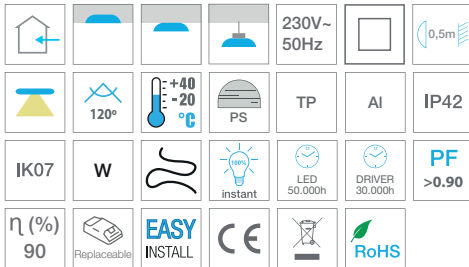 230V~
50Hz
0,5m
120º
+40
-20
°C
PS
TP
AI
IP42
IK07
W
100%
instant
LED
50.000h
DRIVER
30.000h
PF
>0.90
η (%)
90
Replaceable
EASY
INSTALL
CE
RoHS